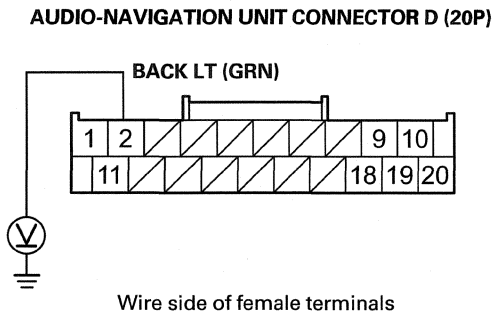 AUDIO-NAVIGATION UNIT CONNECTOR D (20P)
BACK LT (GRN)
1 2 9 10
11 18 19 20
V
Wire side of female terminals